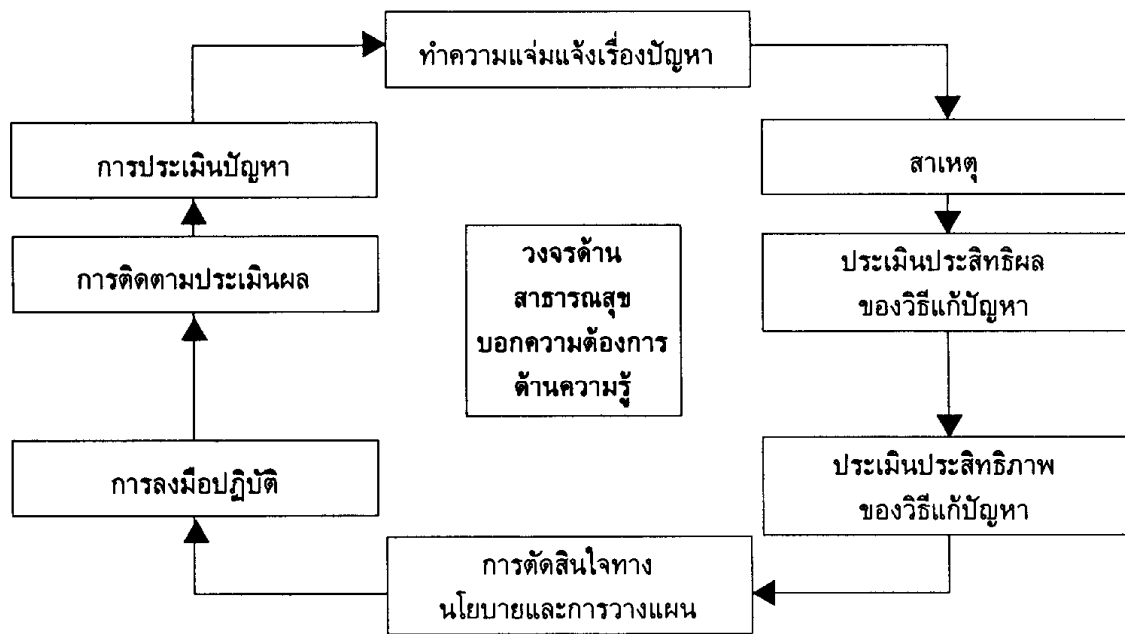 ทำความแจ่มแจ้งเรื่องปัญหา
การประเมินปัญหา
สาเหตุ
การติดตามประเมินผล
วงจรด้าน
สาธารณสุข
บอกความต้องการ
ด้านความรู้
ประเมินประสิทธิผล
ของวิธีแก้ปัญหา
การลงมือปฏิบัติ
ประเมินประสิทธิภาพ
ของวิธีแก้ปัญหา
การตัดสินใจทาง
นโยบายและการวางแผน